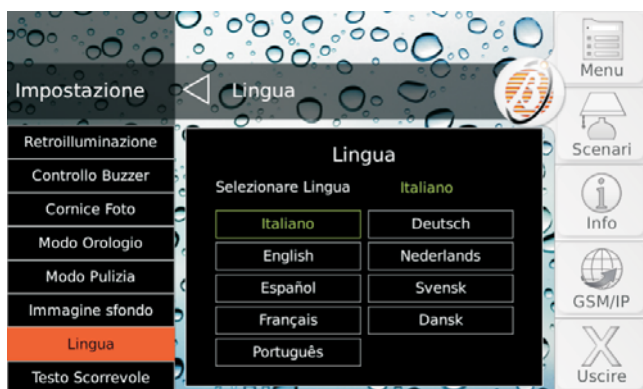 Impostazione
Lingua
Menu
Scenari
Info
GSM/IP
Uscire
Retroilluminazione
Controllo Buzzer
Cornice Foto
Modo Orologio
Modo Pulizia
Immagine sfondo
Lingua
Testo Scorrevole
Lingua
Selezionare Lingua Italiano
Italiano Deutsch
English Nederlands
Español Svensk
Français Dansk
Português